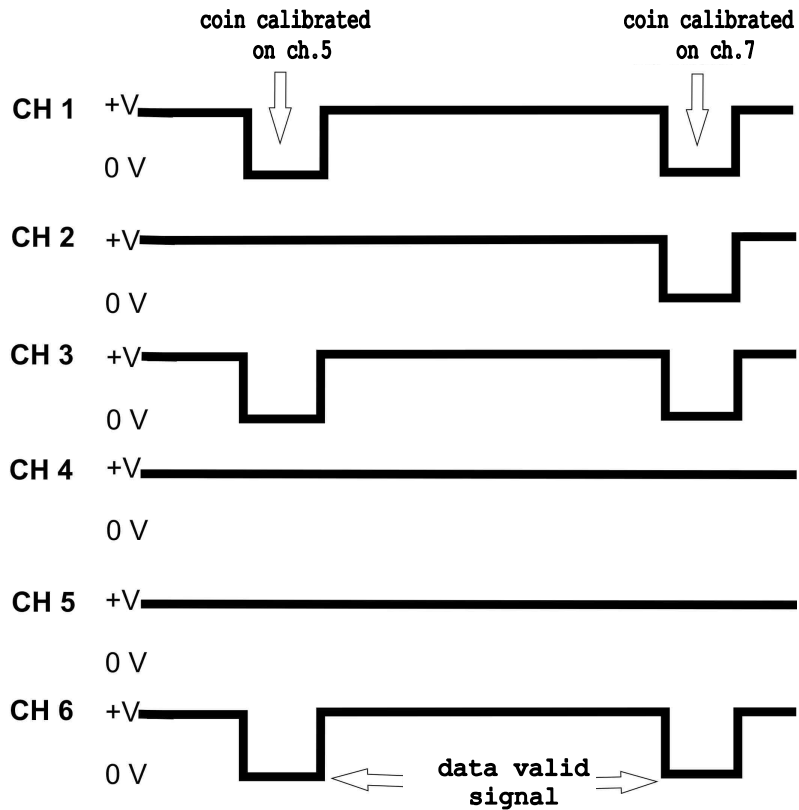 coin calibrated
on ch.5
coin calibrated
on ch.7
CH 1 +V
0 V
CH 2 +V
0 V
CH 3 +V
0 V
CH 4 +V
0 V
CH 5 +V
0 V
CH 6 +V
0 V
data valid
signal